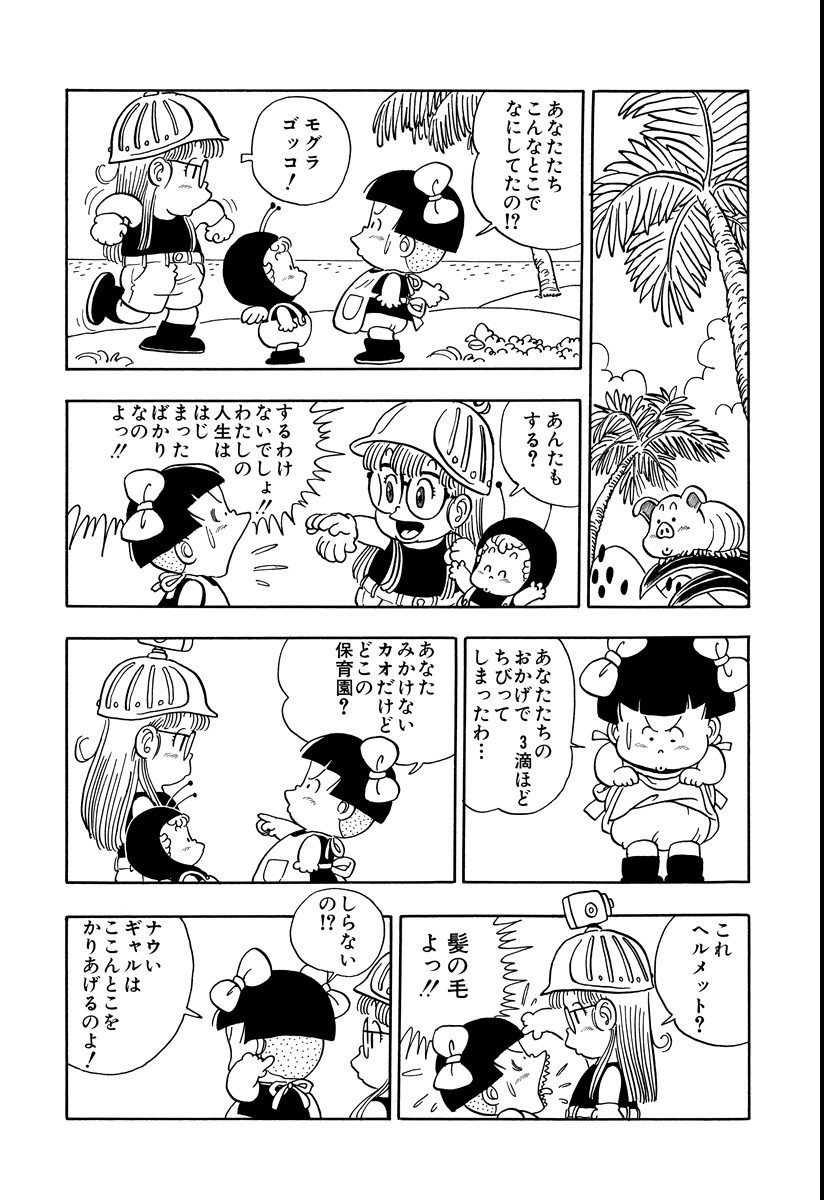 あなたたち
こんなとこで
なにしてたの!?
モグラ
ゴッコ！
あんたも
する？
するわけ
ないでしょ!!
わたしの
人生は
はじ
まった
ばかり
なの
よっ!!
あなたたちの
おかげで
3滴ほど
ちびって
しまったわ…
あなた
みかけない
カオだけど
どこの
保育園？
これ
ヘルメット？
髪の毛
よっ!!
しらない
の!?
ナウい
ギャルは
ここんとこを
かりあげるのよ！